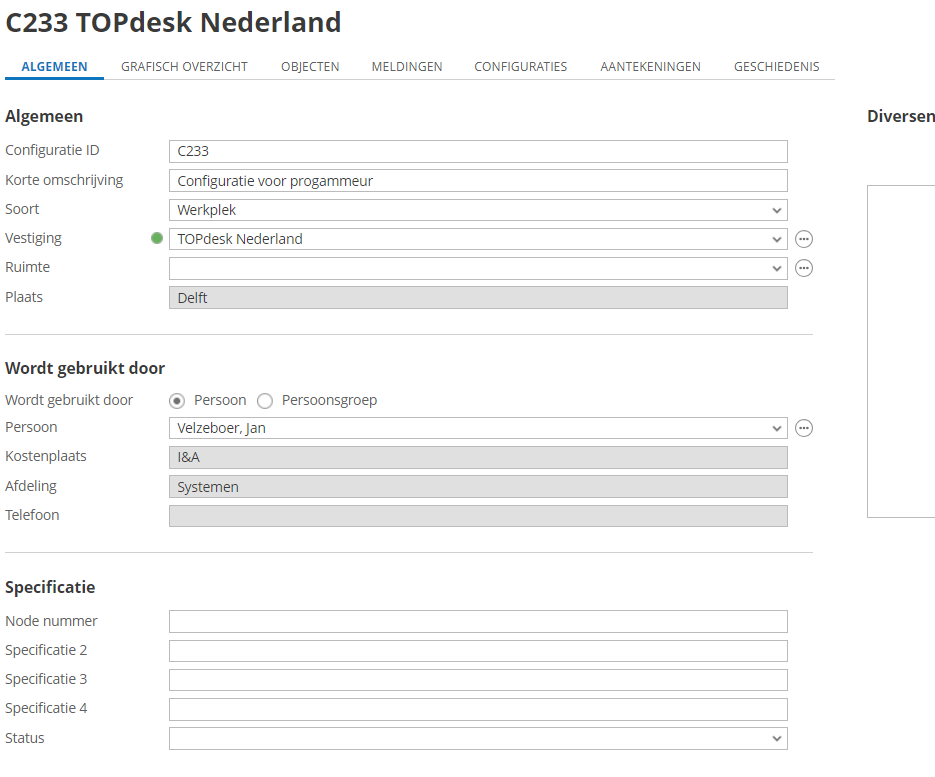 C233 TOPdesk Nederland
ALGEMEEN GRAFISCH OVERZICHT OBJECTEN MELDINGEN CONFIGURATIES AANTEKENINGEN GESCHIEDENIS
Algemeen
Configuratie ID C233
Korte omschrijving Configuratie voor progammeur
Soort Werkplek
Vestiging TOPdesk Nederland
Ruimte
Plaats Delft
Wordt gebruikt door
Wordt gebruikt door Persoon Persoonsgroep
Persoon Velzeboer, Jan
Kostenplaats I&A
Afdeling Systemen
Telefoon
Specificatie
Node nummer
Specificatie 2
Specificatie 3
Specificatie 4
Status
Diversen